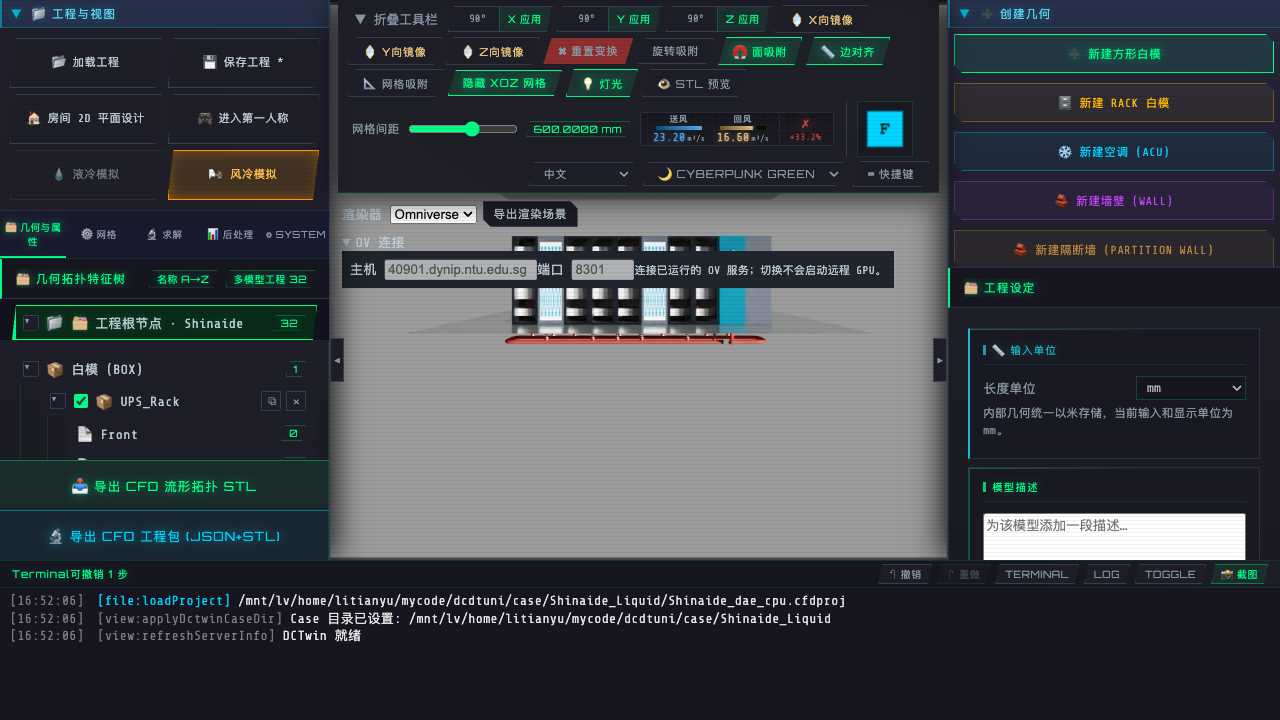 ▼ 📁 工程与视图
📂 加载工程
💾 保存工程 *
🏠 房间 2D 平面设计
🎮 进入第一人称
💧 液冷模拟
🌬 风冷模拟
🗂 几何与属性
🕸 网格
🔬 求解
📊 后处理
⚙ SYSTEM
🗂 几何拓扑特征树
名称 A→Z
多模型工程 32
工程根节点 · Shinaide
32
白模 (BOX)
1
UPS_Rack
Front
0
📥 导出 CFD 流形拓扑 STL
🔬 导出 CFD 工程包 (JSON+STL)
▼ 折叠工具栏
90°
X 应用
90°
Y 应用
90°
Z 应用
X向镜像
Y向镜像
Z向镜像
✖ 重置变换
旋转吸附
🧲 面吸附
📏 边对齐
📐 网格吸附
隐藏 XOZ 网格
💡 灯光
👁 STL 预览
网格间距
600.0000 mm
送风
23.20 m³/s
回风
16.60 m³/s
✗
+33.2%
F
中文
🌙 CYBERPUNK GREEN
⌨ 快捷键
渲染器
Omniverse
导出渲染场景
▼ OV 连接
主机
40901.dynip.ntu.edu.sg
端口
8301
连接已运行的 OV 服务；切换不会启动远程 GPU。
◀
▶
▼ ➕ 创建几何
➕ 新建方形白模
🗄 新建 RACK 白模
❄ 新建空调 (ACU)
🧱 新建墙壁 (WALL)
🧱 新建隔断墙 (PARTITION WALL)
🗂 工程设定
📏 输入单位
长度单位
mm
内部几何统一以米存储，当前输入和显示单位为
mm。
模型描述
为该模型添加一段描述…
Terminal可撤销 1 步
↰ 撤销
↱ 重做
TERMINAL
LOG
TOGGLE
📸 截图
[16:52:06] [file:loadProject] /mnt/lv/home/litianyu/mycode/dcdtuni/case/Shinaide_Liquid/Shinaide_dae_cpu.cfdproj
[16:52:06] [view:applyDctwinCaseDir] Case 目录已设置: /mnt/lv/home/litianyu/mycode/dcdtuni/case/Shinaide_Liquid
[16:52:06] [view:refreshServerInfo] DCTwin 就绪